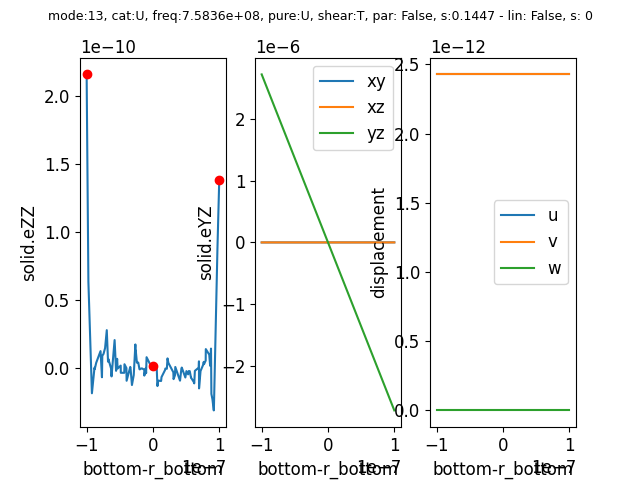 mode:13, cat:U, freq:7.5836e+08, pure:U, shear:T, par: False, s:0.1447 - lin: False, s: 0
1e−10
solid.eZZ
2.0
1.5
1.0
0.5
0.0
−1
0
1
1e−7
bottom-r_bottom
1e−6
solid.eYZ
2
1
0
−1
−2
xy
xz
yz
−1
0
1
1e−7
bottom-r_bottom
1e−12
displacement
2.5
2.0
1.5
1.0
0.5
0.0
u
v
w
−1
0
1
1e−7
bottom-r_bottom